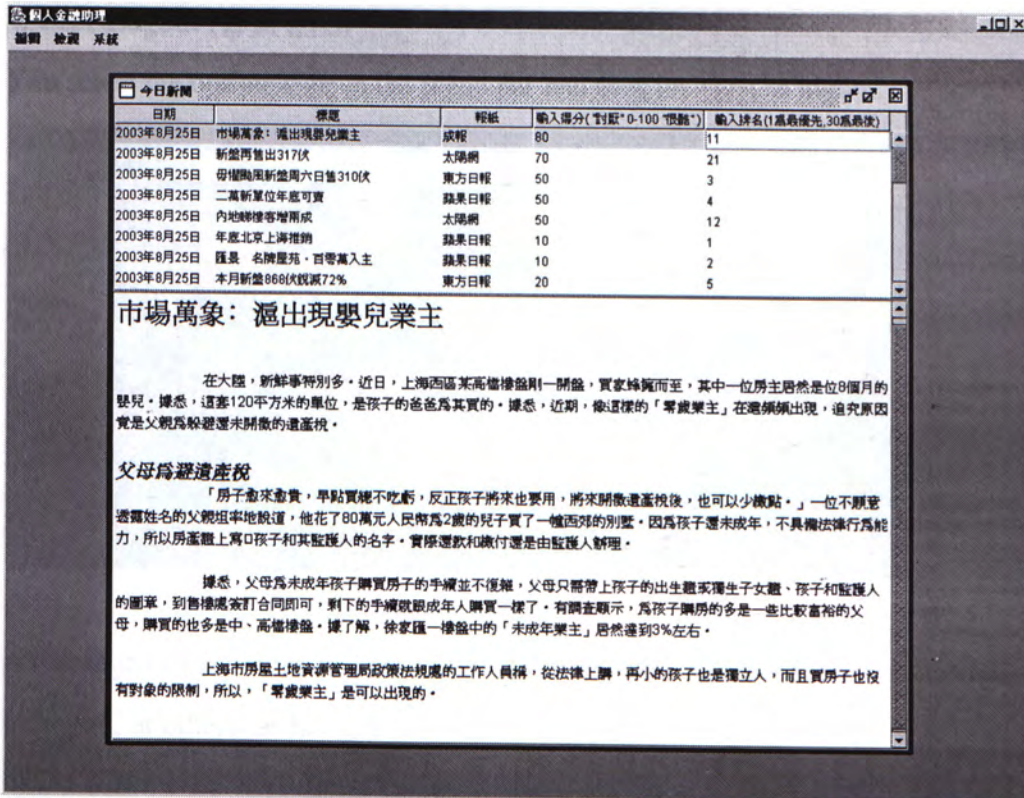 個人金融助理
編輯 檢視 系統
今日新聞
日期 標題 報紙 輸入得分("討厭" 0-100 "很酷") 輸入排名(1為最優先,30為最後)
2003年8月25日 市場萬象: 滬出現嬰兒業主 成報 80 11
2003年8月25日 新盤再售出317伙 太陽網 70 21
2003年8月25日 毋懼颱風新盤周六日售310伙 東方日報 50 3
2003年8月25日 二萬新單位年底可賣 蘋果日報 50 4
2003年8月25日 內地睇樓客增兩成 太陽網 50 12
2003年8月25日 年底北京上海推銷 蘋果日報 10 1
2003年8月25日 匯景 名牌屋苑‧百零萬入主 蘋果日報 10 2
2003年8月25日 本月新盤868伙銳減72% 東方日報 20 5
市場萬象: 滬出現嬰兒業主
在大陸,新鮮事特別多。近日,上海西區某高檔樓盤剛一開盤,買家蜂擁而至,其中一位房主居然是位8個月的
嬰兒。據悉,這套120平方米的單位,是孩子的爸爸為其買的。據悉,近期,像這樣的「零歲業主」在滬頻頻出現,追究原因
竟是父親為躲避還未開徵的遺產稅。
父母為避遺產稅
「房子愈來愈貴,早點買總不吃虧,反正孩子將來也要用,將來開徵遺產稅後,也可以少繳點。」一位不願意
透露姓名的父親坦率地說道,他花了80萬元人民幣為2歲的兒子買了一幢西郊的別墅。因為孩子還未成年,不具備法律行為能
力,所以房產證上寫口孩子和其監護人的名字。實際還款和繳付還是由監護人辦理。
據悉,父母為未成年孩子購買房子的手續並不復雜,父母只需帶上孩子的出生證或獨生子女證、孩子和監護人
的圖章,到售樓處簽訂合同即可,剩下的手續就跟成年人購買一樣了。有調查顯示,為孩子購房的多是一些比較富裕的父
母,購買的也多是中、高檔樓盤。據了解,徐家匯一樓盤中的「未成年業主」居然達到3%左右。
上海市房屋土地資源管理局政策法規處的工作人員稱,從法律上講,再小的孩子也是獨立人,而且買房子也沒
有對象的限制,所以,「零歲業主」是可以出現的。